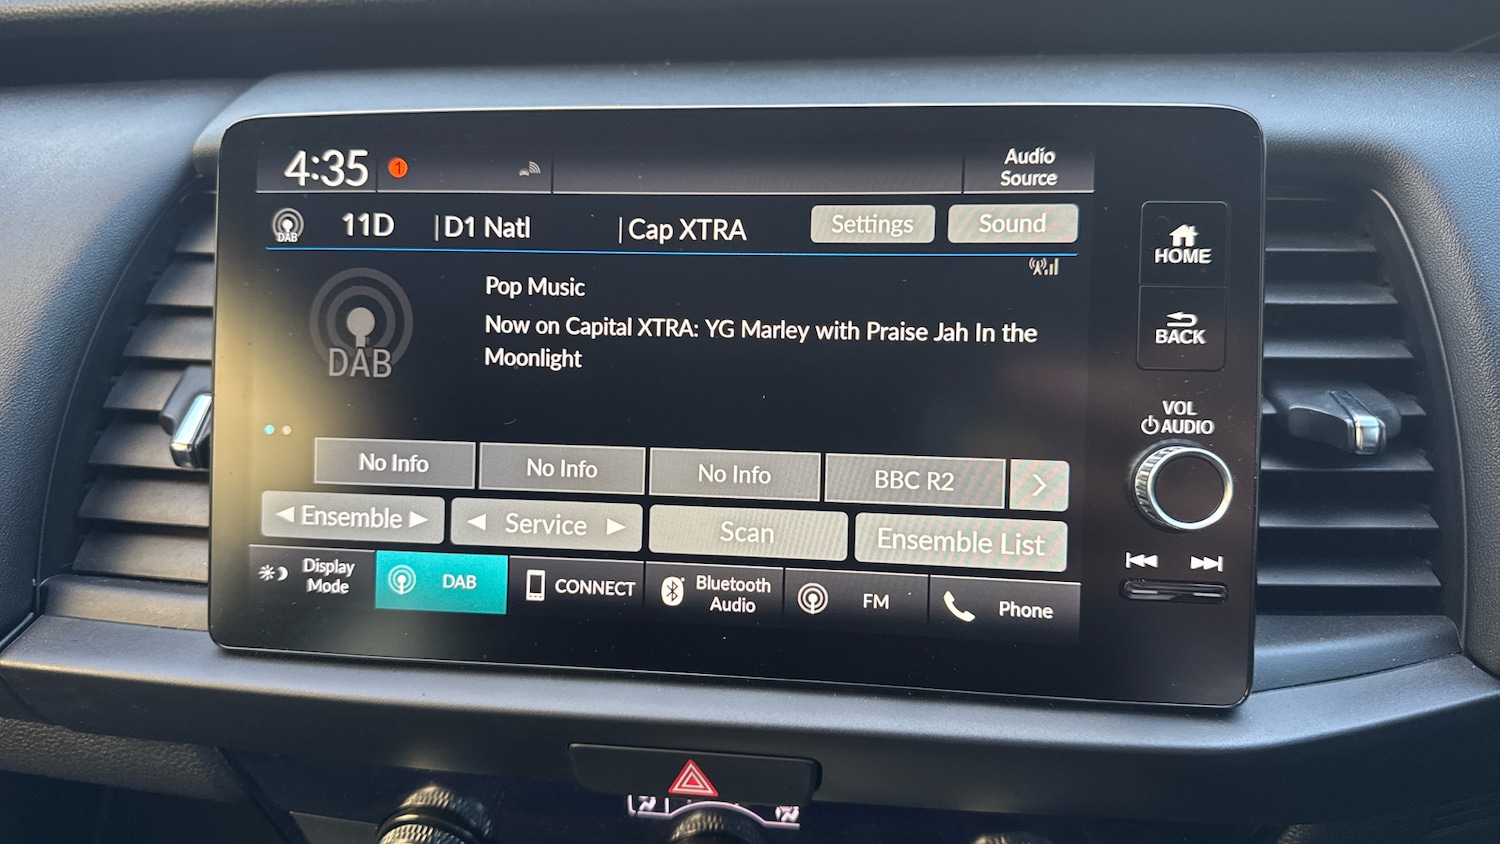 4:35
1
Audio
Source
DAB
11D
|D1 Natl
|Cap XTRA
Settings
Sound
HOME
BACK
DAB
Pop Music
Now on Capital XTRA: YG Marley with Praise Jah In the
Moonlight
VOL
AUDIO
No Info
No Info
No Info
BBC R2
Ensemble
Service
Scan
Ensemble List
Display
Mode
DAB
CONNECT
Bluetooth
Audio
FM
Phone